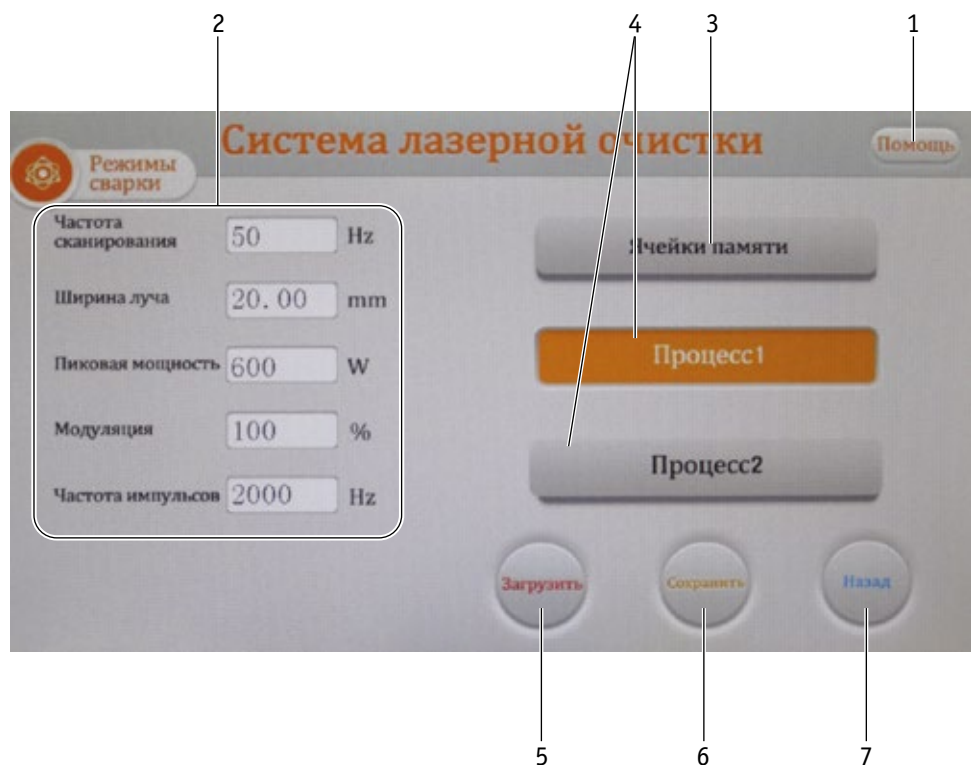 2
4
3
1
Система лазерной очистки
Помощь
Режимы
сварки
Частота
сканирования
50
Hz
Ячейки памяти
Ширина луча
20.00
mm
Процесс1
Пиковая мощность
600
W
Модуляция
100
%
Процесс2
Частота импульсов
2000
Hz
Загрузить
Сохранить
Назад
5
6
7